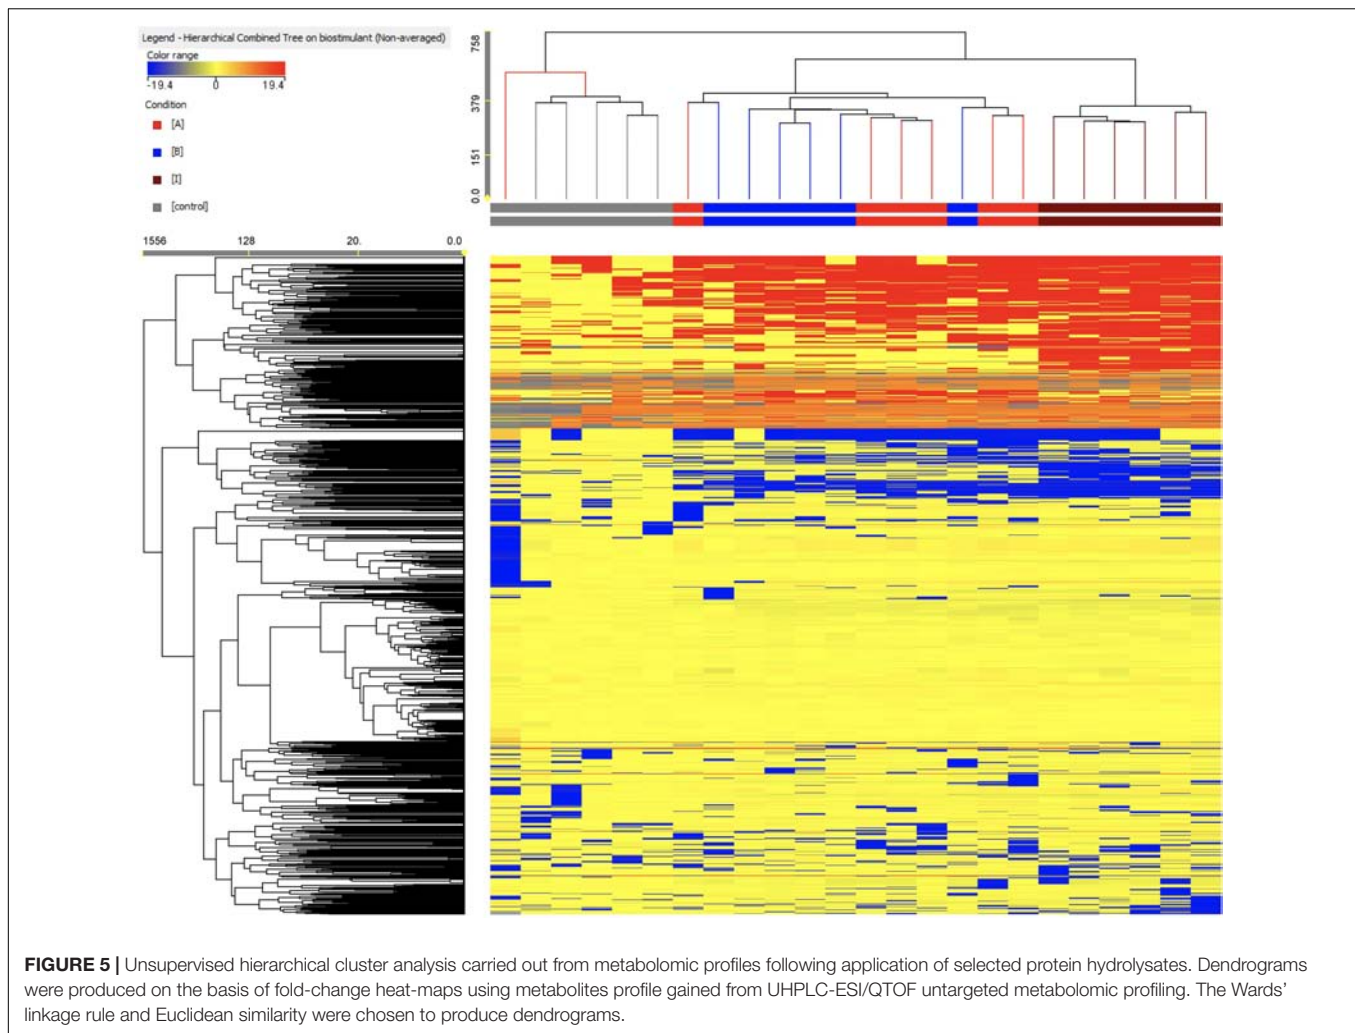 Legend - Hierarchical Combined Tree on biostimulant (Non-averaged)
Color range
-19.4 0 19.4
Condition
[A]
[B]
[I]
[control]
758
379
151
0.0
1556 128 20. 0.0
FIGURE 5 | Unsupervised hierarchical cluster analysis carried out from metabolomic profiles following application of selected protein hydrolysates. Dendrograms
were produced on the basis of fold-change heat-maps using metabolites profile gained from UHPLC-ESI/QTOF untargeted metabolomic profiling. The Wards'
linkage rule and Euclidean similarity were chosen to produce dendrograms.